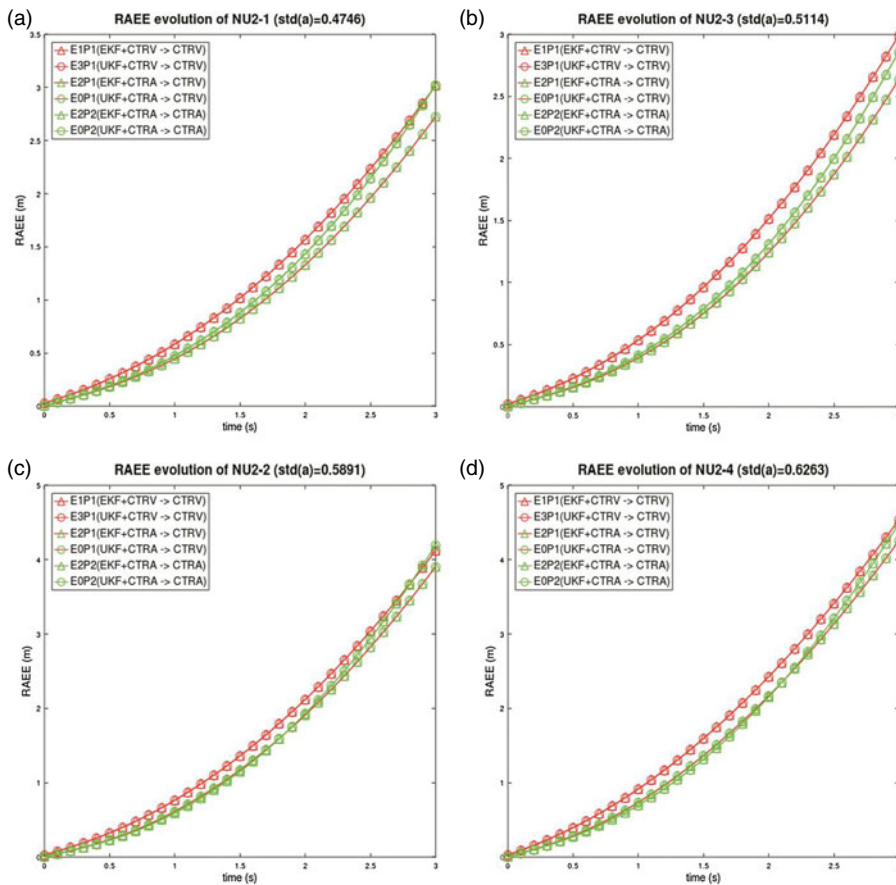 (a)
RAEE evolution of NU2-1 (std(a)=0.4746)
3.5
3
2.5
2
1.5
1
0.5
0
RAEE (m)
E1P1(EKF+CTRV -> CTRV)
E3P1(UKF+CTRV -> CTRV)
E2P1(EKF+CTRA -> CTRV)
E0P1(UKF+CTRA -> CTRV)
E2P2(EKF+CTRA -> CTRA)
E0P2(UKF+CTRA -> CTRA)
0 0.5 1 1.5 2 2.5 3
time (s)
(b)
RAEE evolution of NU2-3 (std(a)=0.5114)
3
2.5
2
1.5
1
0.5
0
RAEE (m)
E1P1(EKF+CTRV -> CTRV)
E3P1(UKF+CTRV -> CTRV)
E2P1(EKF+CTRA -> CTRV)
E0P1(UKF+CTRA -> CTRV)
E2P2(EKF+CTRA -> CTRA)
E0P2(UKF+CTRA -> CTRA)
0 0.5 1 1.5 2 2.5
time (s)
(c)
RAEE evolution of NU2-2 (std(a)=0.5891)
5
4
3
2
1
0
RAEE (m)
E1P1(EKF+CTRV -> CTRV)
E3P1(UKF+CTRV -> CTRV)
E2P1(EKF+CTRA -> CTRV)
E0P1(UKF+CTRA -> CTRV)
E2P2(EKF+CTRA -> CTRA)
E0P2(UKF+CTRA -> CTRA)
0 0.5 1 1.5 2 2.5 3
time (s)
(d)
RAEE evolution of NU2-4 (std(a)=0.6263)
5
4
3
2
1
0
RAEE (m)
E1P1(EKF+CTRV -> CTRV)
E3P1(UKF+CTRV -> CTRV)
E2P1(EKF+CTRA -> CTRV)
E0P1(UKF+CTRA -> CTRV)
E2P2(EKF+CTRA -> CTRA)
E0P2(UKF+CTRA -> CTRA)
0 0.5 1 1.5 2 2.5
time (s)